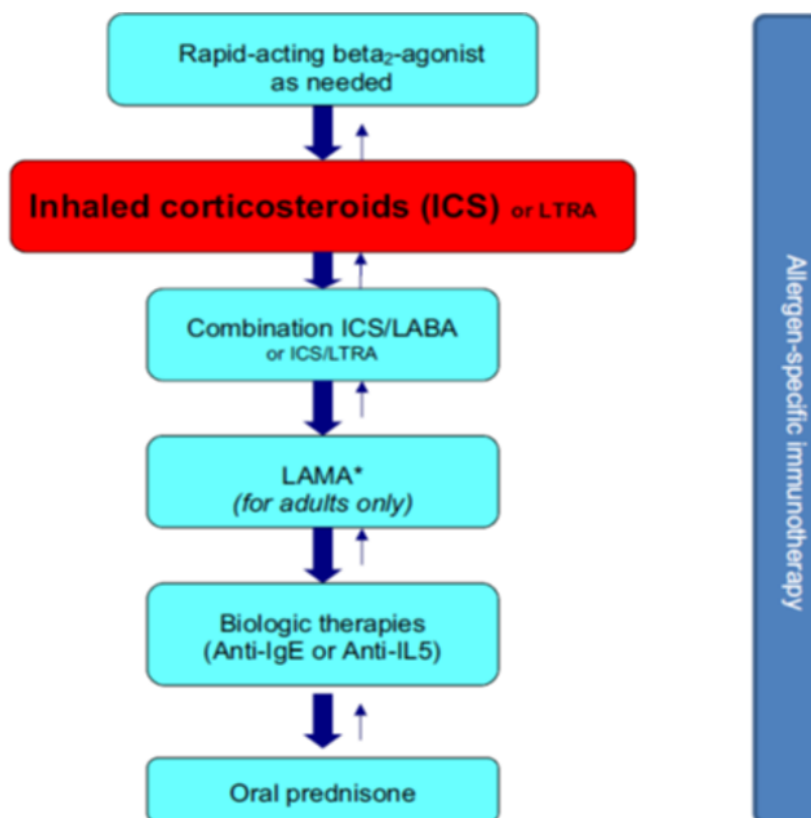 Rapid-acting beta₂-agonist
as needed
Inhaled corticosteroids (ICS) or LTRA
Combination ICS/LABA
or ICS/LTRA
LAMA*
(for adults only)
Biologic therapies
(Anti-IgE or Anti-IL5)
Oral prednisone
Allergen-specific immunotherapy